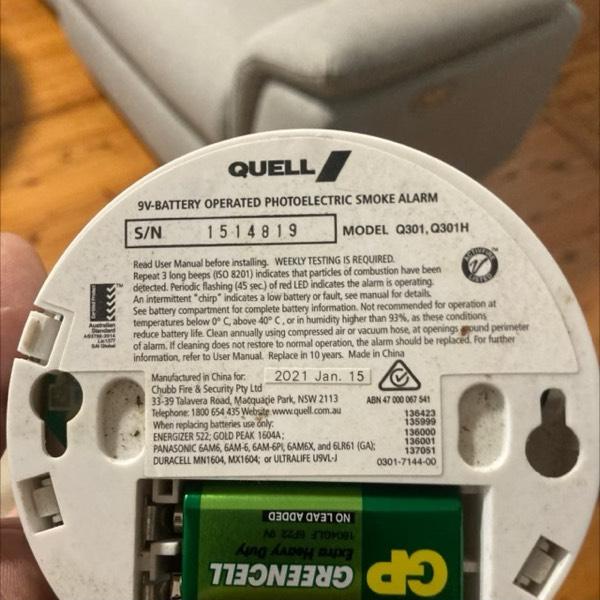 QUELL
9V-BATTERY OPERATED PHOTOELECTRIC SMOKE ALARM
S/N 1514819 MODEL Q301, Q301H
Read User Manual before installing. WEEKLY TESTING IS REQUIRED.
Repeat 3 long beeps (ISO 8201) indicates that particles of combustion have been
detected. Periodic flashing (45 sec.) of red LED indicates the alarm is operating.
An intermittent "chirp" indicates low battery or fault, see manual for details.
See battery compartment for complete battery information. Not recommended for operation at
temperatures below 0° C, above 40° C, or in humidity higher than 93%, as these conditions
reduce battery life. Clean annually using compressed air or vacuum hose, at openings around perimeter
of alarm. If cleaning does not restore to normal operation, the alarm should be replaced. For further
information, refer to User Manual. Replace in 10 years. Made in China
Australian
Standard
AS3786-2014
SAI Global
Manufactured in China for: 2021 Jan. 15
Chubb Fire & Security Pty Ltd
33-39 Talavera Road, Macquarie Park, NSW 2113 ABN 47 000 067 541
Telephone: 1800 654 435 Website www.quell.com.au
When replacing batteries use only:
ENERGIZER 522; GOLD PEAK 1604A;
PANASONIC 6AM6, 6AM-6, 6AM-6PI, 6AM6X, and 6LR61 (GA);
DURACELL MN1604, MX1604; or ULTRALIFE U9VL-J
136423
135999
136000
136001
137051
0301-7144-00
NO LEAD ADDED
1604GLF 6F22 9V
Extra Heavy Duty
GREENCELL
GP